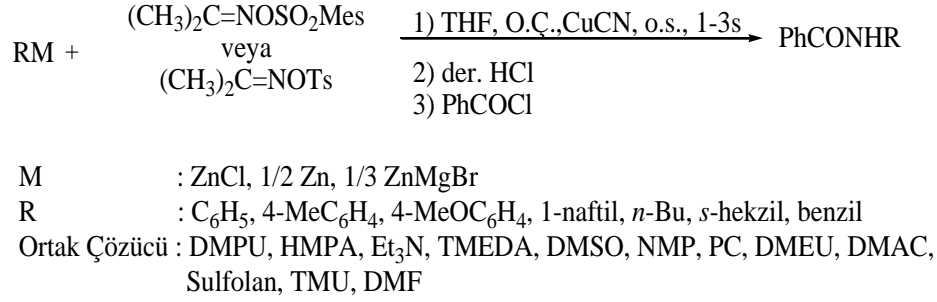 (CH₃)₂C=NOSO₂Mes
RM + veya
(CH₃)₂C=NOTs
1) THF, O.Ç.,CuCN, o.s., 1-3s
2) der. HCl
3) PhCOCl
PhCONHR
M : ZnCl, 1/2 Zn, 1/3 ZnMgBr
R : C₆H₅, 4-MeC₆H₄, 4-MeOC₆H₄, 1-naftil, n-Bu, s-hekzil, benzil
Ortak Çözücü : DMPU, HMPA, Et₃N, TMEDA, DMSO, NMP, PC, DMEU, DMAC,
Sulfolan, TMU, DMF